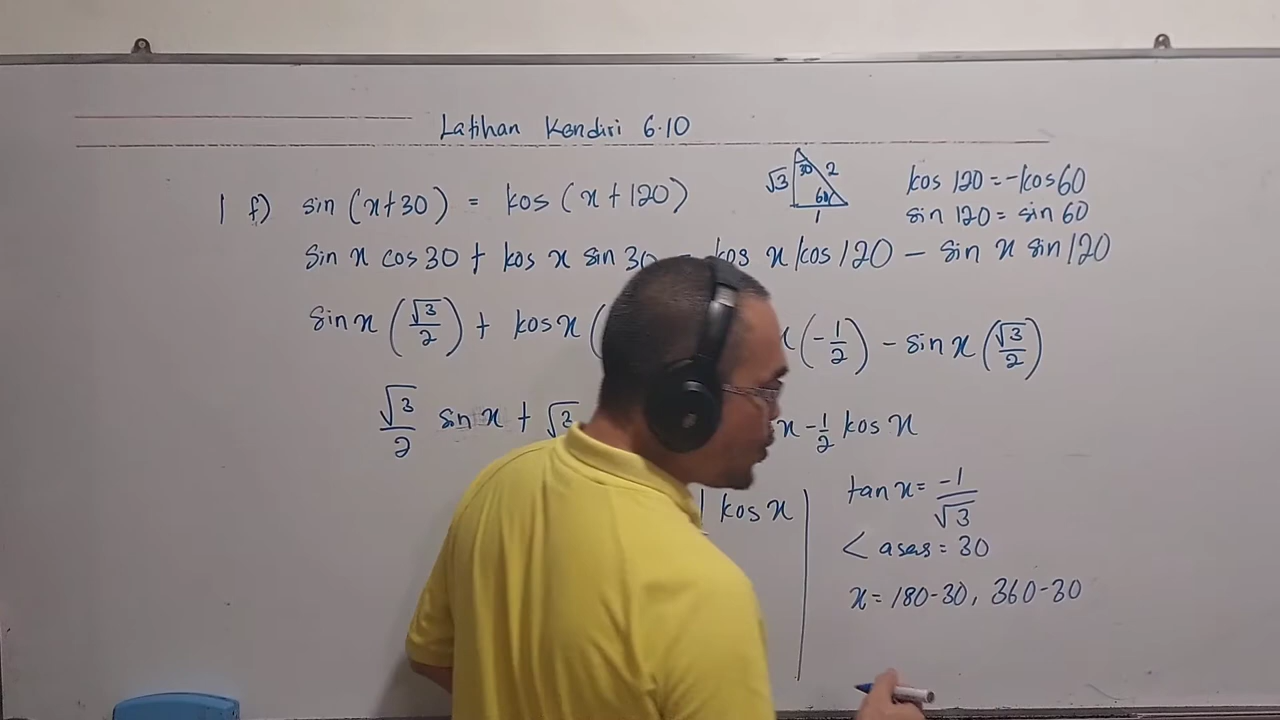 Latihan Kendiri 6.10
1 f) sin (x+30) = kos (x+120)
√3 30 2 60 1
kos 120 = -kos 60
sin 120 = sin 60
sin x cos 30 + kos x sin 30 kos x kos 120 - sin x sin 120
sin x (√3/2) + kos x ( x (-1/2) - sin x (√3/2)
√3/2 sin x + √3 x - 1/2 kos x
kos x
tan x = -1/√3
< asas = 30
x = 180-30, 360-30